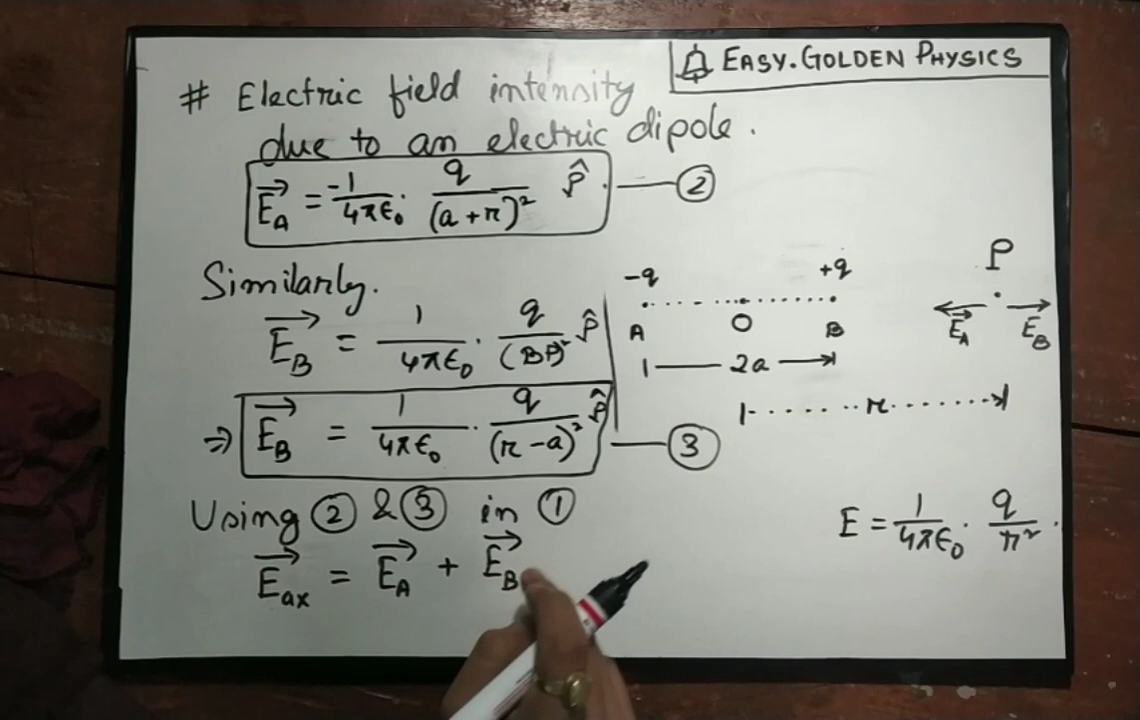 EASY.GOLDEN PHYSICS
# Electric field intensity
due to an electric dipole.
→E_A = -1/4πε₀ · q/(a+r)² p̂ . — ②
Similarly.
→E_B = 1/4πε₀ · q/(BP)² p̂
⇒ →E_B = 1/4πε₀ · q/(r-a)² p̂ — ③
Using ② & ③ in ①
→E_ax = →E_A + →E_B
-q +q P
A O B →E_A →E_B
2a
r
E = 1/4πε₀ · q/r² .